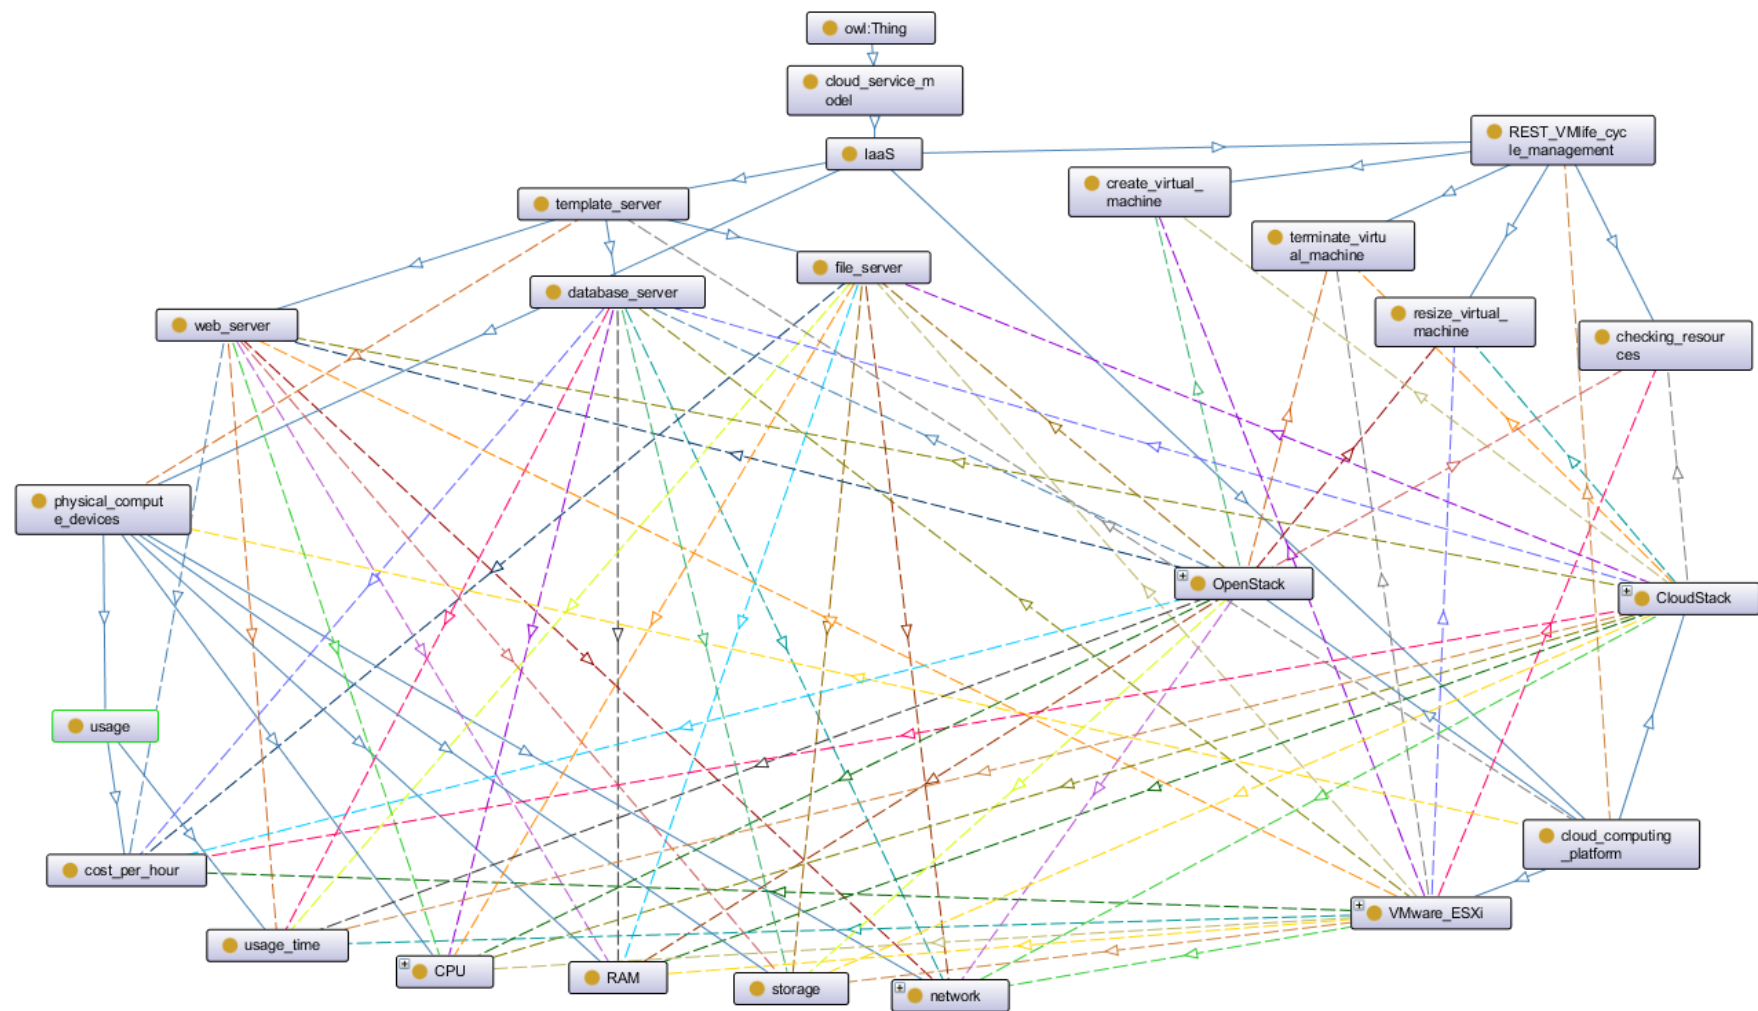 owl:Thing
cloud_service_m
odel
IaaS
REST_VMlife_cyc
le_management
create_virtual_
machine
template_server
terminate_virtu
al_machine
file_server
database_server
web_server
resize_virtual_
machine
checking_resour
ces
physical_comput
e_devices
OpenStack
CloudStack
usage
cloud_computing
_platform
cost_per_hour
VMware_ESXi
usage_time
CPU
RAM
storage
network